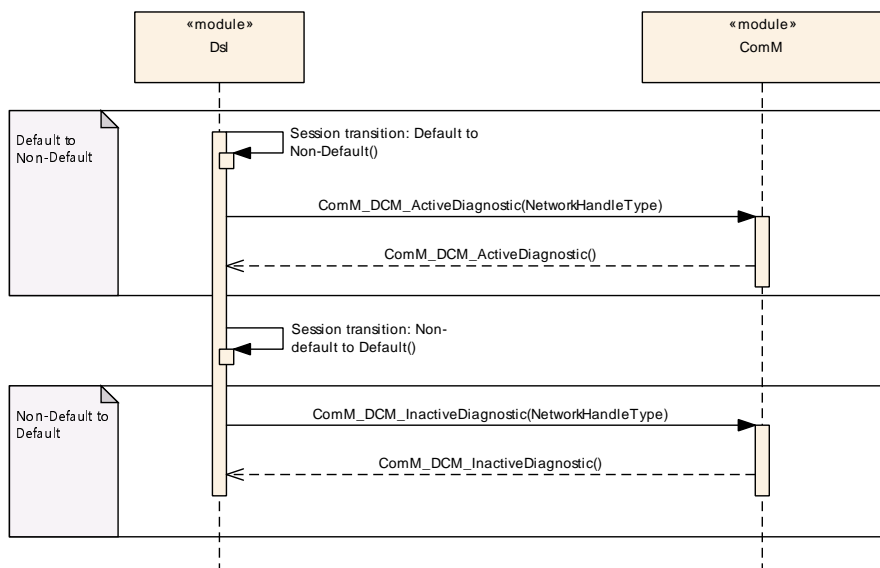 «module»
Dsl
«module»
ComM
Default to
Non-Default
Session transition: Default to
Non-Default()
ComM_DCM_ActiveDiagnostic(NetworkHandleType)
ComM_DCM_ActiveDiagnostic()
Session transition: Non-
default to Default()
Non-Default to
Default
ComM_DCM_InactiveDiagnostic(NetworkHandleType)
ComM_DCM_InactiveDiagnostic()